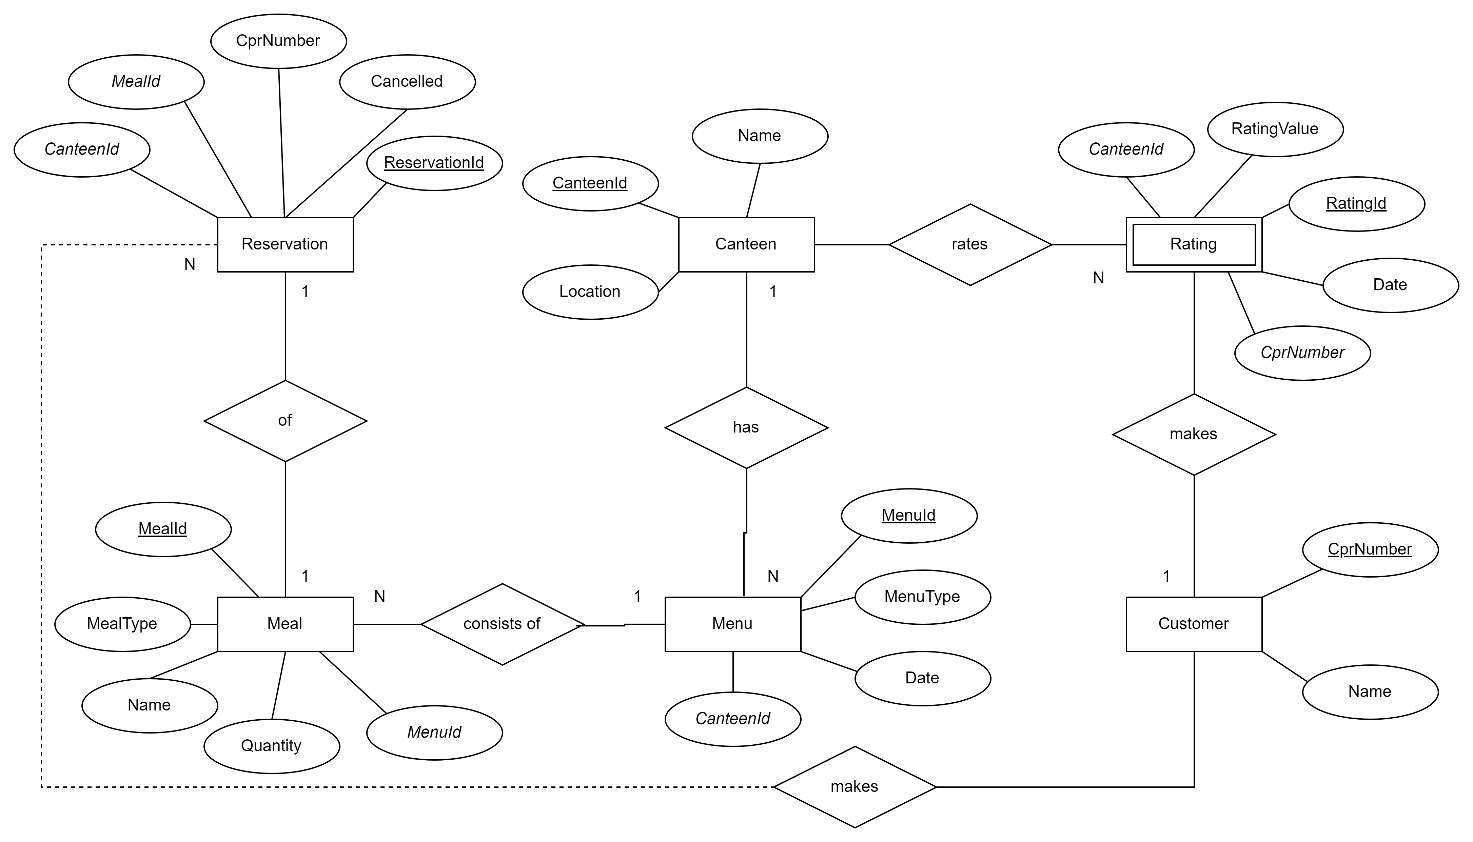 CprNumber
MealId
Cancelled
CanteenId
ReservationId
Reservation
N
1
of
Name
CanteenId
Canteen
Location
1
rates
CanteenId
RatingValue
RatingId
Rating
N
Date
CprNumber
has
makes
MealId
1
N
MealType
Meal
Name
Quantity
MenuId
consists of
1
N
MenuId
MenuType
Menu
Date
CanteenId
1
CprNumber
Customer
Name
makes